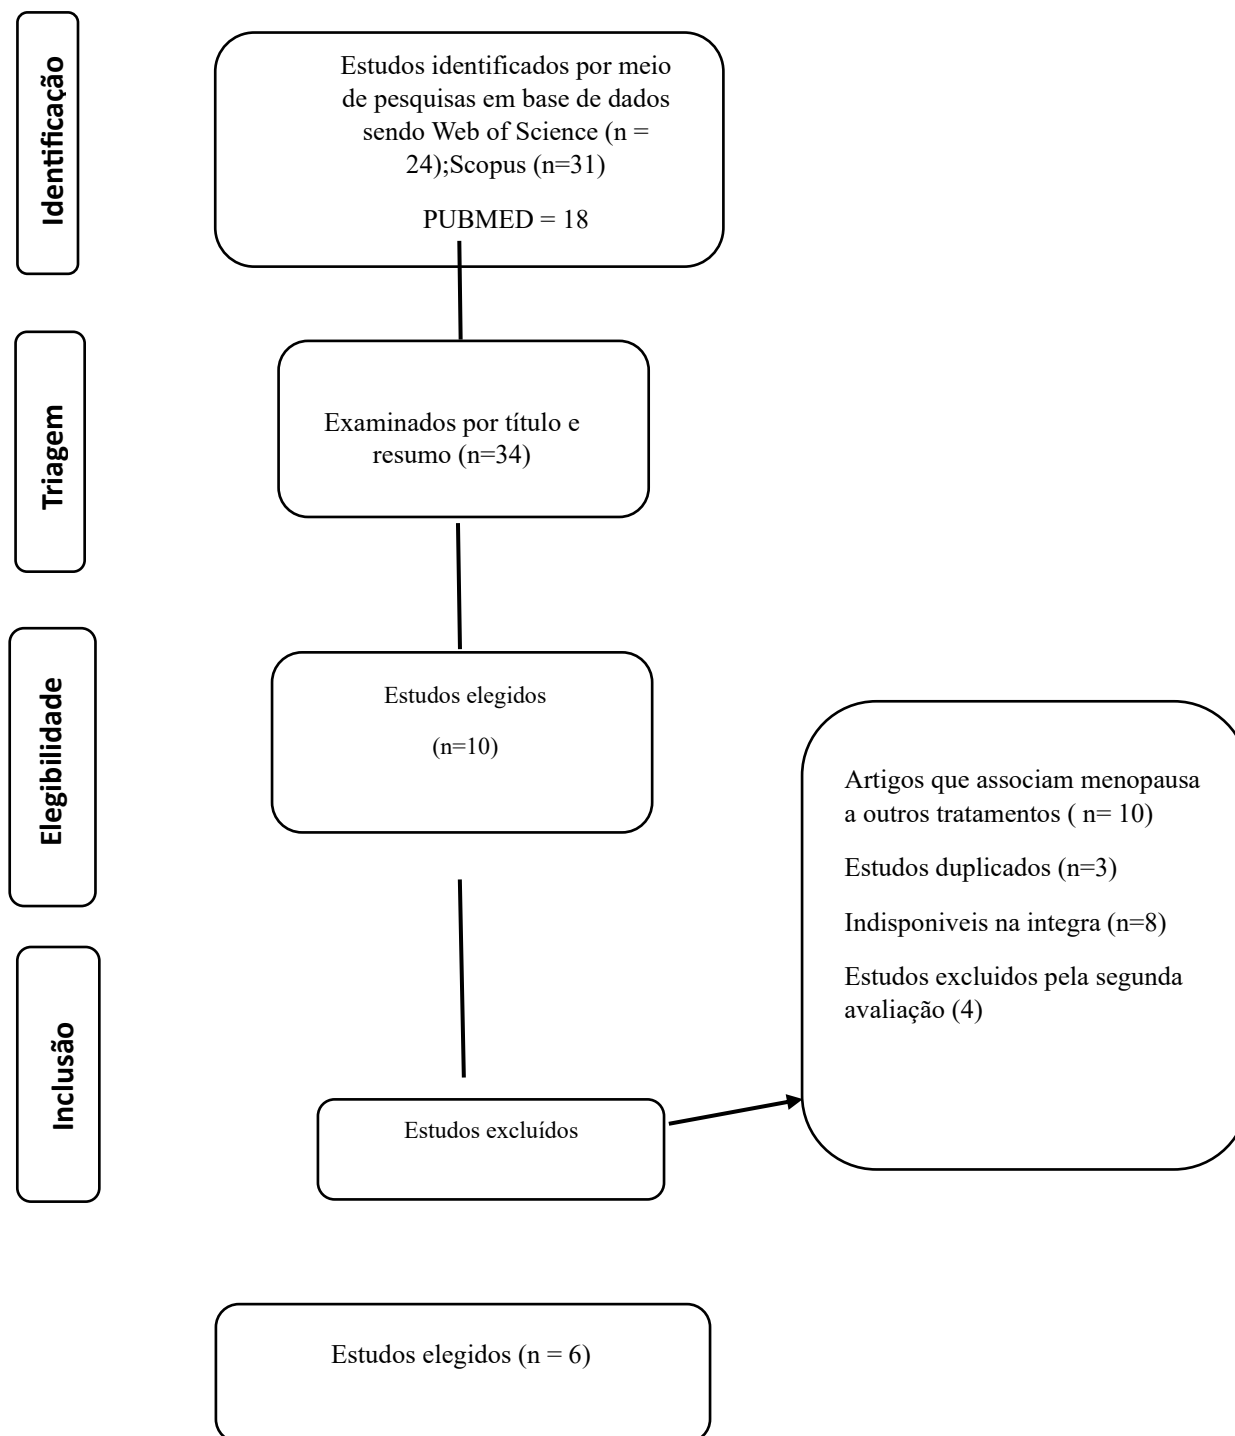 Identificação
Estudos identificados por meio
de pesquisas em base de dados
sendo Web of Science (n =
24);Scopus (n=31)
PUBMED = 18
Triagem
Examinados por título e
resumo (n=34)
Elegibilidade
Estudos elegidos
(n=10)
Artigos que associam menopausa
a outros tratamentos ( n= 10)
Estudos duplicados (n=3)
Indisponiveis na integra (n=8)
Estudos excluidos pela segunda
avaliação (4)
Inclusão
Estudos excluídos
Estudos elegidos (n = 6)